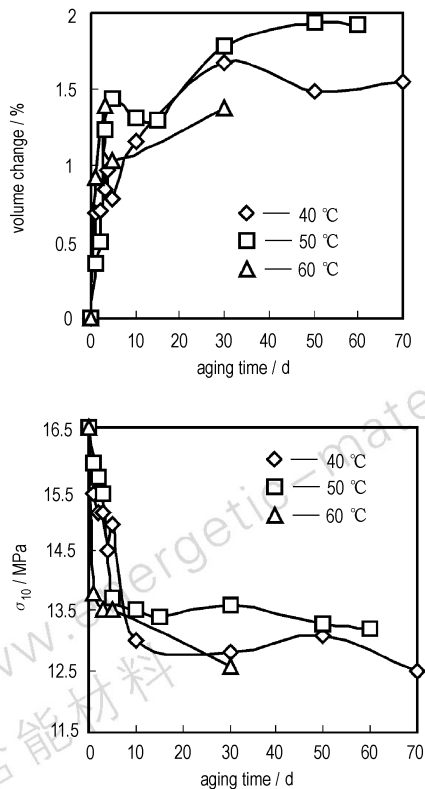 2
1.5
1
0.5
0
volume change / %
40 ℃
50 ℃
60 ℃
0 10 20 30 40 50 60 70
aging time / d
16.5
15.5
14.5
13.5
12.5
11.5
σ10 / MPa
40 ℃
50 ℃
60 ℃
0 10 20 30 40 50 60 70
aging time / d
ww.energetic-mate
能材料